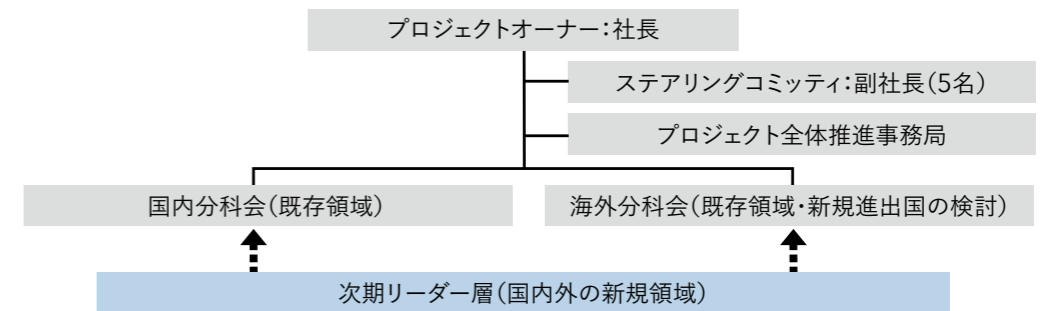 プロジェクトオーナー：社長
ステアリングコミッティ：副社長（5名）
プロジェクト全体推進事務局
国内分科会（既存領域）
海外分科会（既存領域・新規進出国の検討）
次期リーダー層（国内外の新規領域）